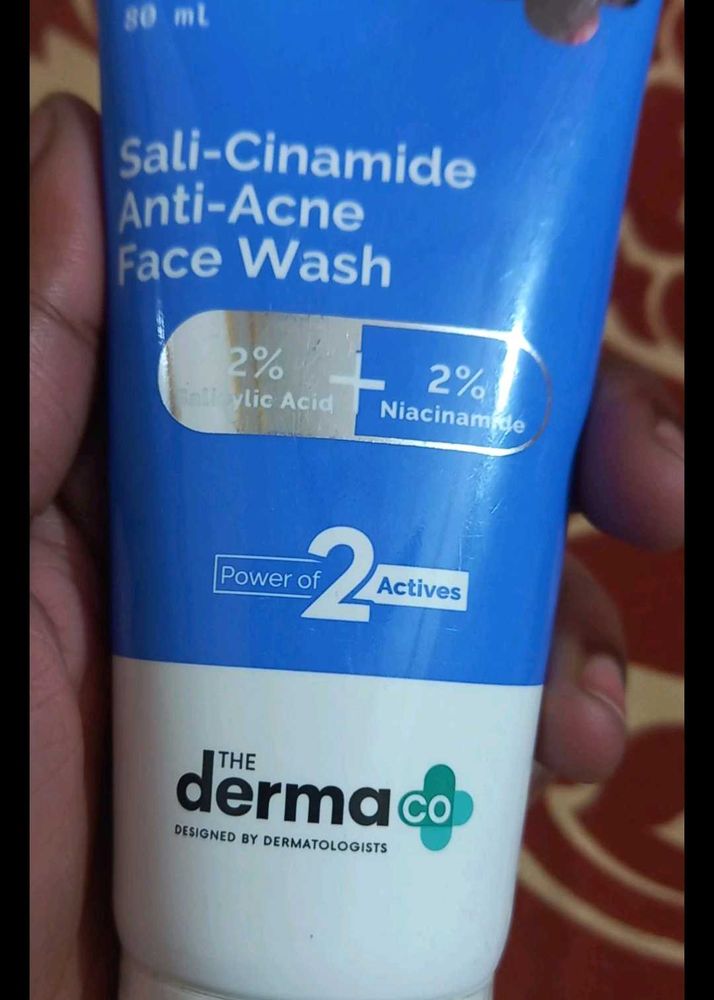 80 mL
Sali-Cinamide
Anti-Acne
Face Wash
2%
Salicylic Acid
+
2%
Niacinamide
Power of 2 Actives
THE
derma co
DESIGNED BY DERMATOLOGISTS